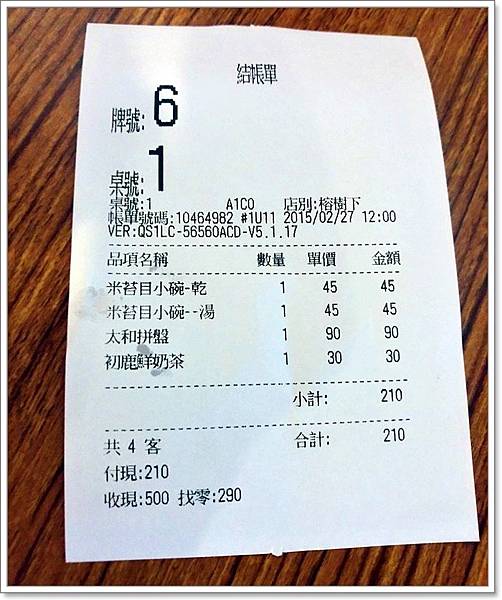 結帳單
牌號: 6
桌號: 1
桌號:1 A1C0 店別:榕樹下
帳單號碼:10464982 #1U11 2015/02/27 12:00
VER:QS1LC-56560ACD-V5.1.17
品項名稱 數量 單價 金額
米苔目小碗-乾 1 45 45
米苔目小碗--湯 1 45 45
太和拼盤 1 90 90
初鹿鮮奶茶 1 30 30
小計: 210
共 4 客 合計: 210
付現:210
收現:500 找零:290